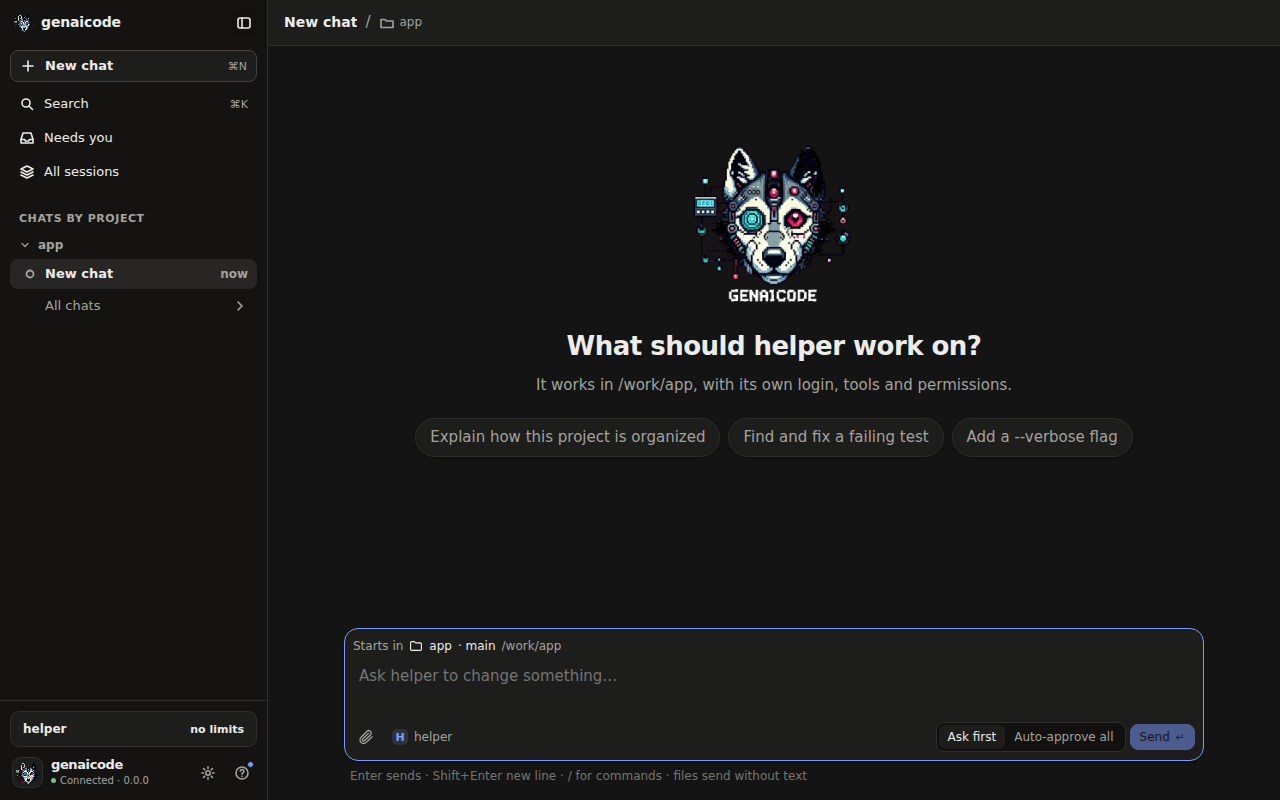 genaicode
New chat ⌘N
Search ⌘K
Needs you
All sessions
CHATS BY PROJECT
app
New chat now
All chats
helper no limits
genaicode
Connected · 0.0.0
New chat / app
GENAICODE
What should helper work on?
It works in /work/app, with its own login, tools and permissions.
Explain how this project is organized
Find and fix a failing test
Add a --verbose flag
Starts in app · main /work/app
Ask helper to change something…
H helper
Ask first Auto-approve all Send ↵
Enter sends · Shift+Enter new line · / for commands · files send without text